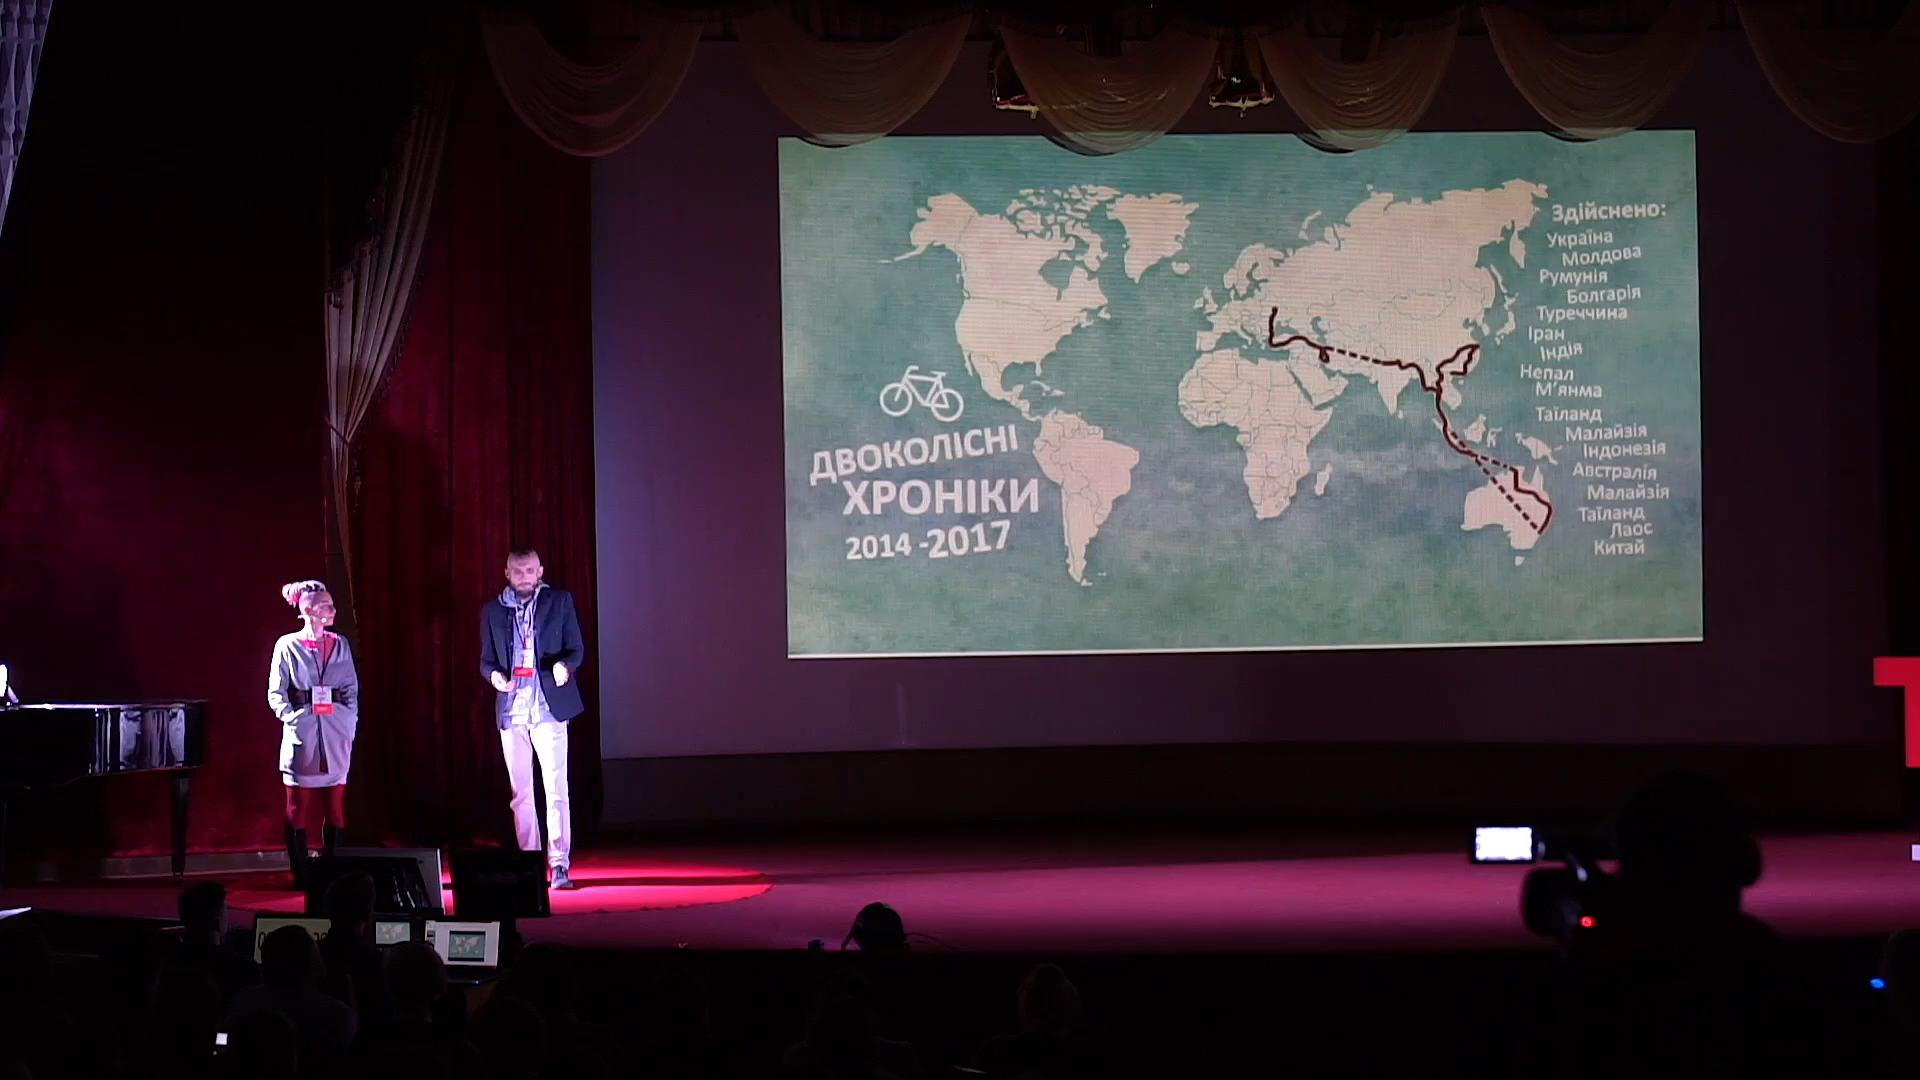 ДВОКОЛІСНІ
ХРОНІКИ
2014 -2017
Здійснено:
Україна
Молдова
Румунія
Болгарія
Туреччина
Іран
Індія
Непал
М'янма
Таїланд
Малайзія
Індонезія
Австралія
Малайзія
Таїланд
Лаос
Китай
T